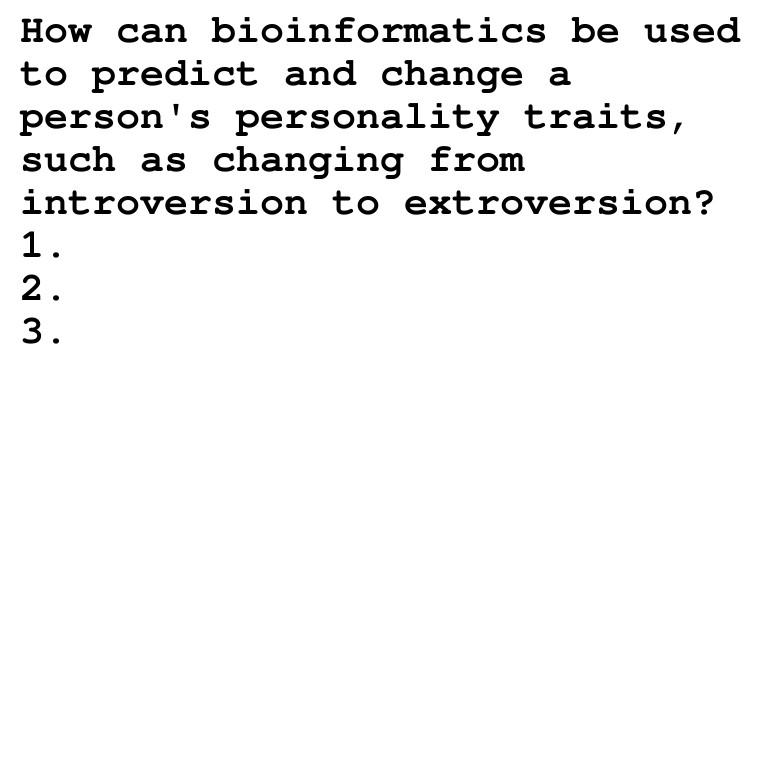 How can bioinformatics be used
to predict and change a
person's personality traits,
such as changing from
introversion to extroversion?
1.
2.
3.